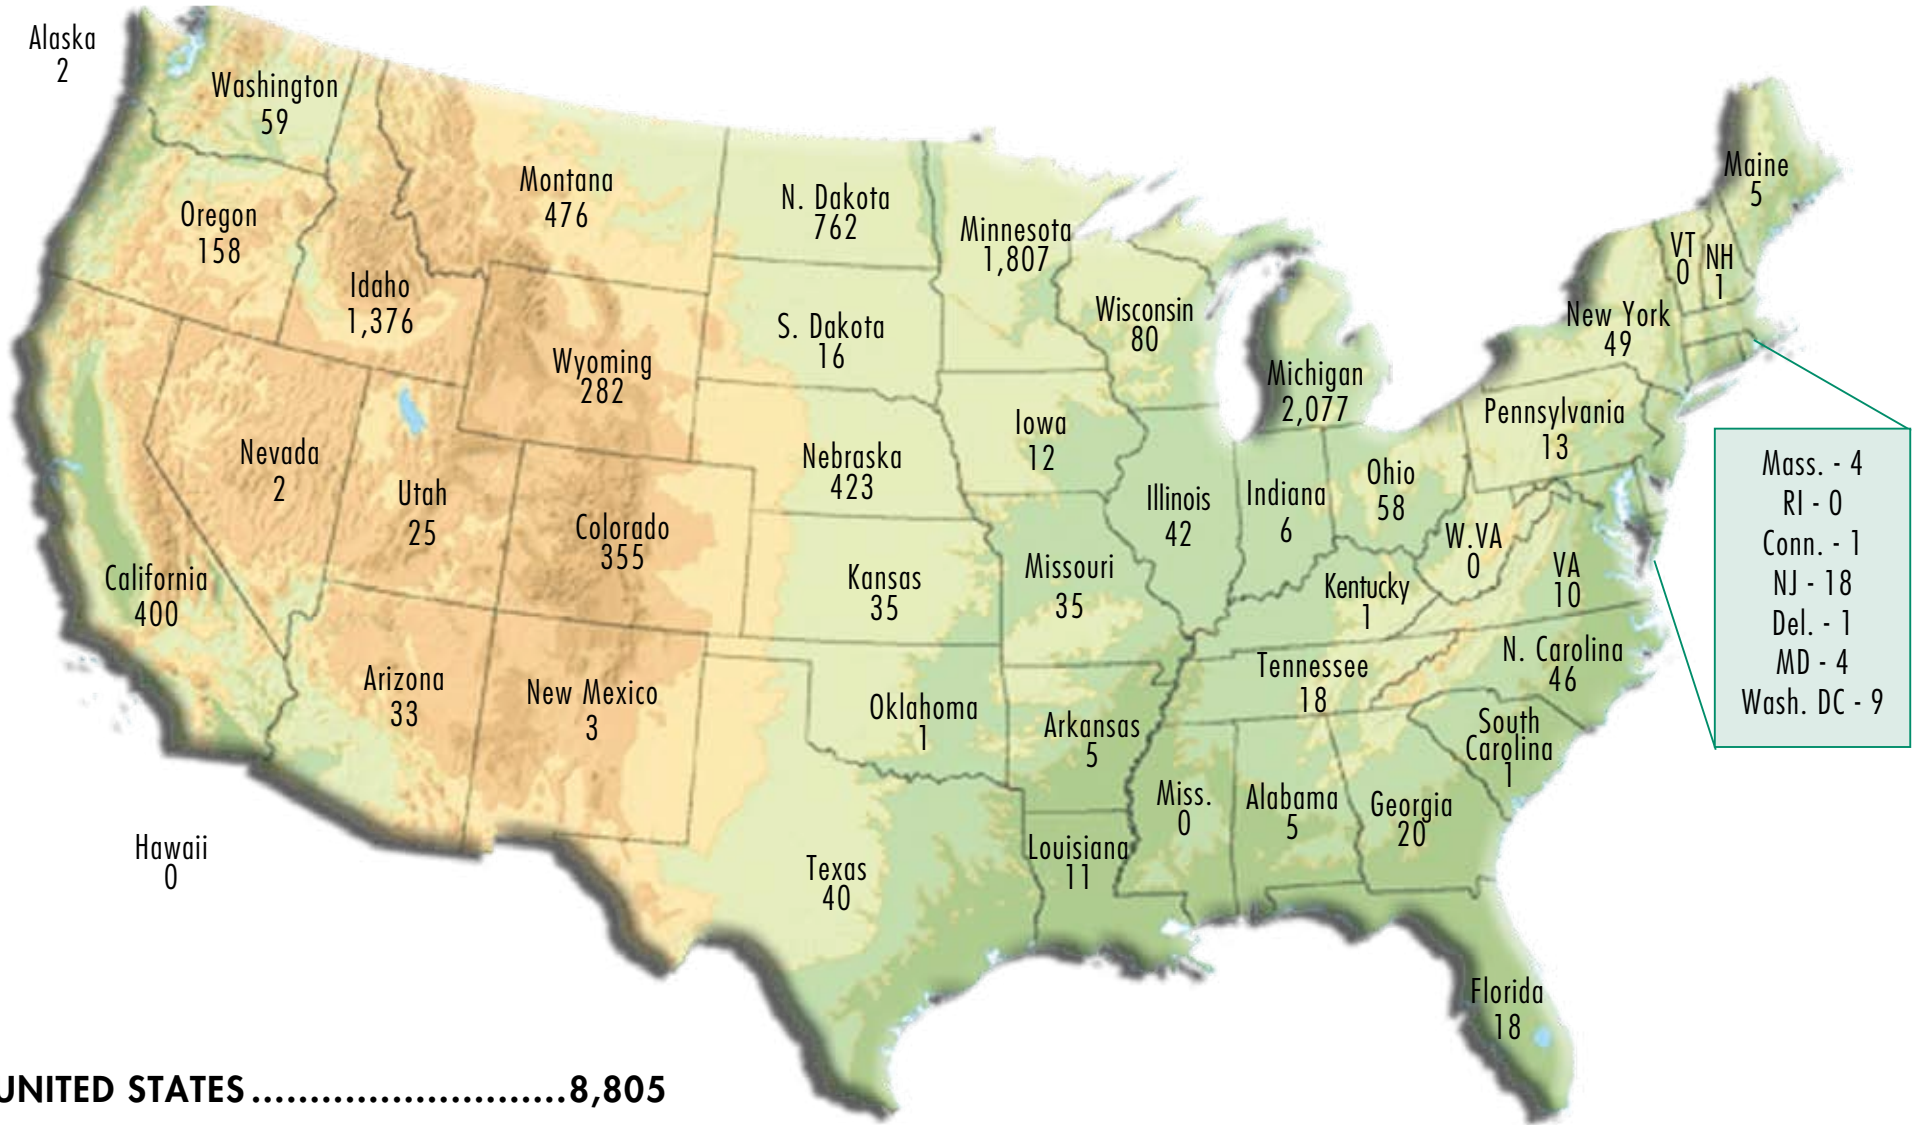 Alaska
2
Washington
59
Oregon
158
Idaho
1,376
Montana
476
Wyoming
282
Nevada
2
Utah
25
Colorado
355
California
400
Arizona
33
New Mexico
3
N. Dakota
762
S. Dakota
16
Nebraska
423
Kansas
35
Oklahoma
1
Texas
40
Minnesota
1,807
Iowa
12
Missouri
35
Arkansas
5
Louisiana
11
Wisconsin
80
Illinois
42
Michigan
2,077
Indiana
6
Ohio
58
Kentucky
1
Tennessee
18
Miss.
0
Alabama
5
Georgia
20
Florida
18
South
Carolina
1
N. Carolina
46
VA
10
W.VA
0
Pennsylvania
13
New York
49
VT
0
NH
1
Maine
5
Mass. - 4
RI - 0
Conn. - 1
NJ - 18
Del. - 1
MD - 4
Wash. DC - 9
Hawaii
0
UNITED STATES...........................8,805